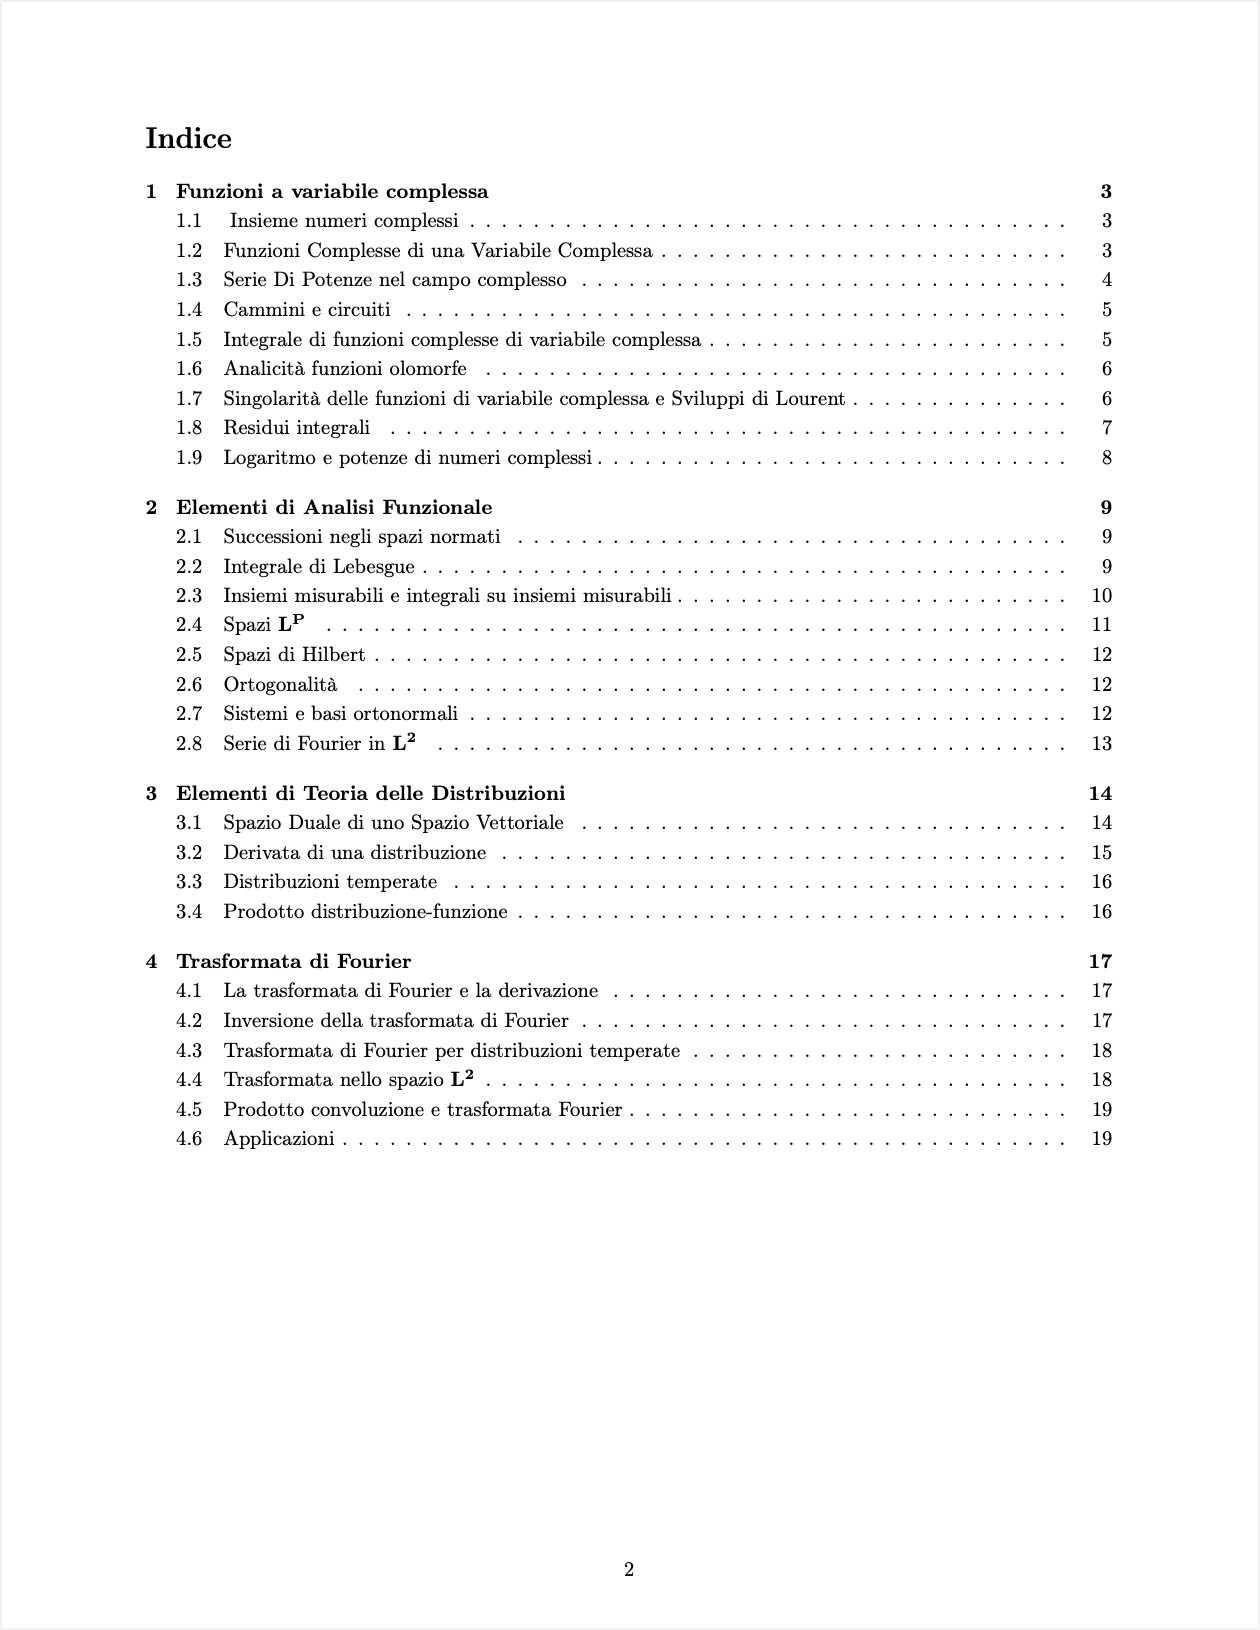 Indice
1 Funzioni a variabile complessa 3
1.1 Insieme numeri complessi . . . . . . . . . . . . . . . . . . . . . . . . . . . . . . . . . . . . . . 3
1.2 Funzioni Complesse di una Variabile Complessa . . . . . . . . . . . . . . . . . . . . . . . . . . 3
1.3 Serie Di Potenze nel campo complesso . . . . . . . . . . . . . . . . . . . . . . . . . . . . . . . 4
1.4 Cammini e circuiti . . . . . . . . . . . . . . . . . . . . . . . . . . . . . . . . . . . . . . . . . . 5
1.5 Integrale di funzioni complesse di variabile complessa . . . . . . . . . . . . . . . . . . . . . . . 5
1.6 Analicità funzioni olomorfe . . . . . . . . . . . . . . . . . . . . . . . . . . . . . . . . . . . . . 6
1.7 Singolarità delle funzioni di variabile complessa e Sviluppi di Lourent . . . . . . . . . . . . . . 6
1.8 Residui integrali . . . . . . . . . . . . . . . . . . . . . . . . . . . . . . . . . . . . . . . . . . . 7
1.9 Logaritmo e potenze di numeri complessi . . . . . . . . . . . . . . . . . . . . . . . . . . . . . . 8
2 Elementi di Analisi Funzionale 9
2.1 Successioni negli spazi normati . . . . . . . . . . . . . . . . . . . . . . . . . . . . . . . . . . . 9
2.2 Integrale di Lebesgue . . . . . . . . . . . . . . . . . . . . . . . . . . . . . . . . . . . . . . . . . 9
2.3 Insiemi misurabili e integrali su insiemi misurabili . . . . . . . . . . . . . . . . . . . . . . . . . 10
2.4 Spazi L^P . . . . . . . . . . . . . . . . . . . . . . . . . . . . . . . . . . . . . . . . . . . . . . . 11
2.5 Spazi di Hilbert . . . . . . . . . . . . . . . . . . . . . . . . . . . . . . . . . . . . . . . . . . . . 12
2.6 Ortogonalità . . . . . . . . . . . . . . . . . . . . . . . . . . . . . . . . . . . . . . . . . . . . . 12
2.7 Sistemi e basi ortonormali . . . . . . . . . . . . . . . . . . . . . . . . . . . . . . . . . . . . . . 12
2.8 Serie di Fourier in L² . . . . . . . . . . . . . . . . . . . . . . . . . . . . . . . . . . . . . . . . 13
3 Elementi di Teoria delle Distribuzioni 14
3.1 Spazio Duale di uno Spazio Vettoriale . . . . . . . . . . . . . . . . . . . . . . . . . . . . . . . 14
3.2 Derivata di una distribuzione . . . . . . . . . . . . . . . . . . . . . . . . . . . . . . . . . . . . 15
3.3 Distribuzioni temperate . . . . . . . . . . . . . . . . . . . . . . . . . . . . . . . . . . . . . . . 16
3.4 Prodotto distribuzione-funzione . . . . . . . . . . . . . . . . . . . . . . . . . . . . . . . . . . . 16
4 Trasformata di Fourier 17
4.1 La trasformata di Fourier e la derivazione . . . . . . . . . . . . . . . . . . . . . . . . . . . . . 17
4.2 Inversione della trasformata di Fourier . . . . . . . . . . . . . . . . . . . . . . . . . . . . . . . 17
4.3 Trasformata di Fourier per distribuzioni temperate . . . . . . . . . . . . . . . . . . . . . . . . 18
4.4 Trasformata nello spazio L² . . . . . . . . . . . . . . . . . . . . . . . . . . . . . . . . . . . . . 18
4.5 Prodotto convoluzione e trasformata Fourier . . . . . . . . . . . . . . . . . . . . . . . . . . . . 19
4.6 Applicazioni . . . . . . . . . . . . . . . . . . . . . . . . . . . . . . . . . . . . . . . . . . . . . . 19
2